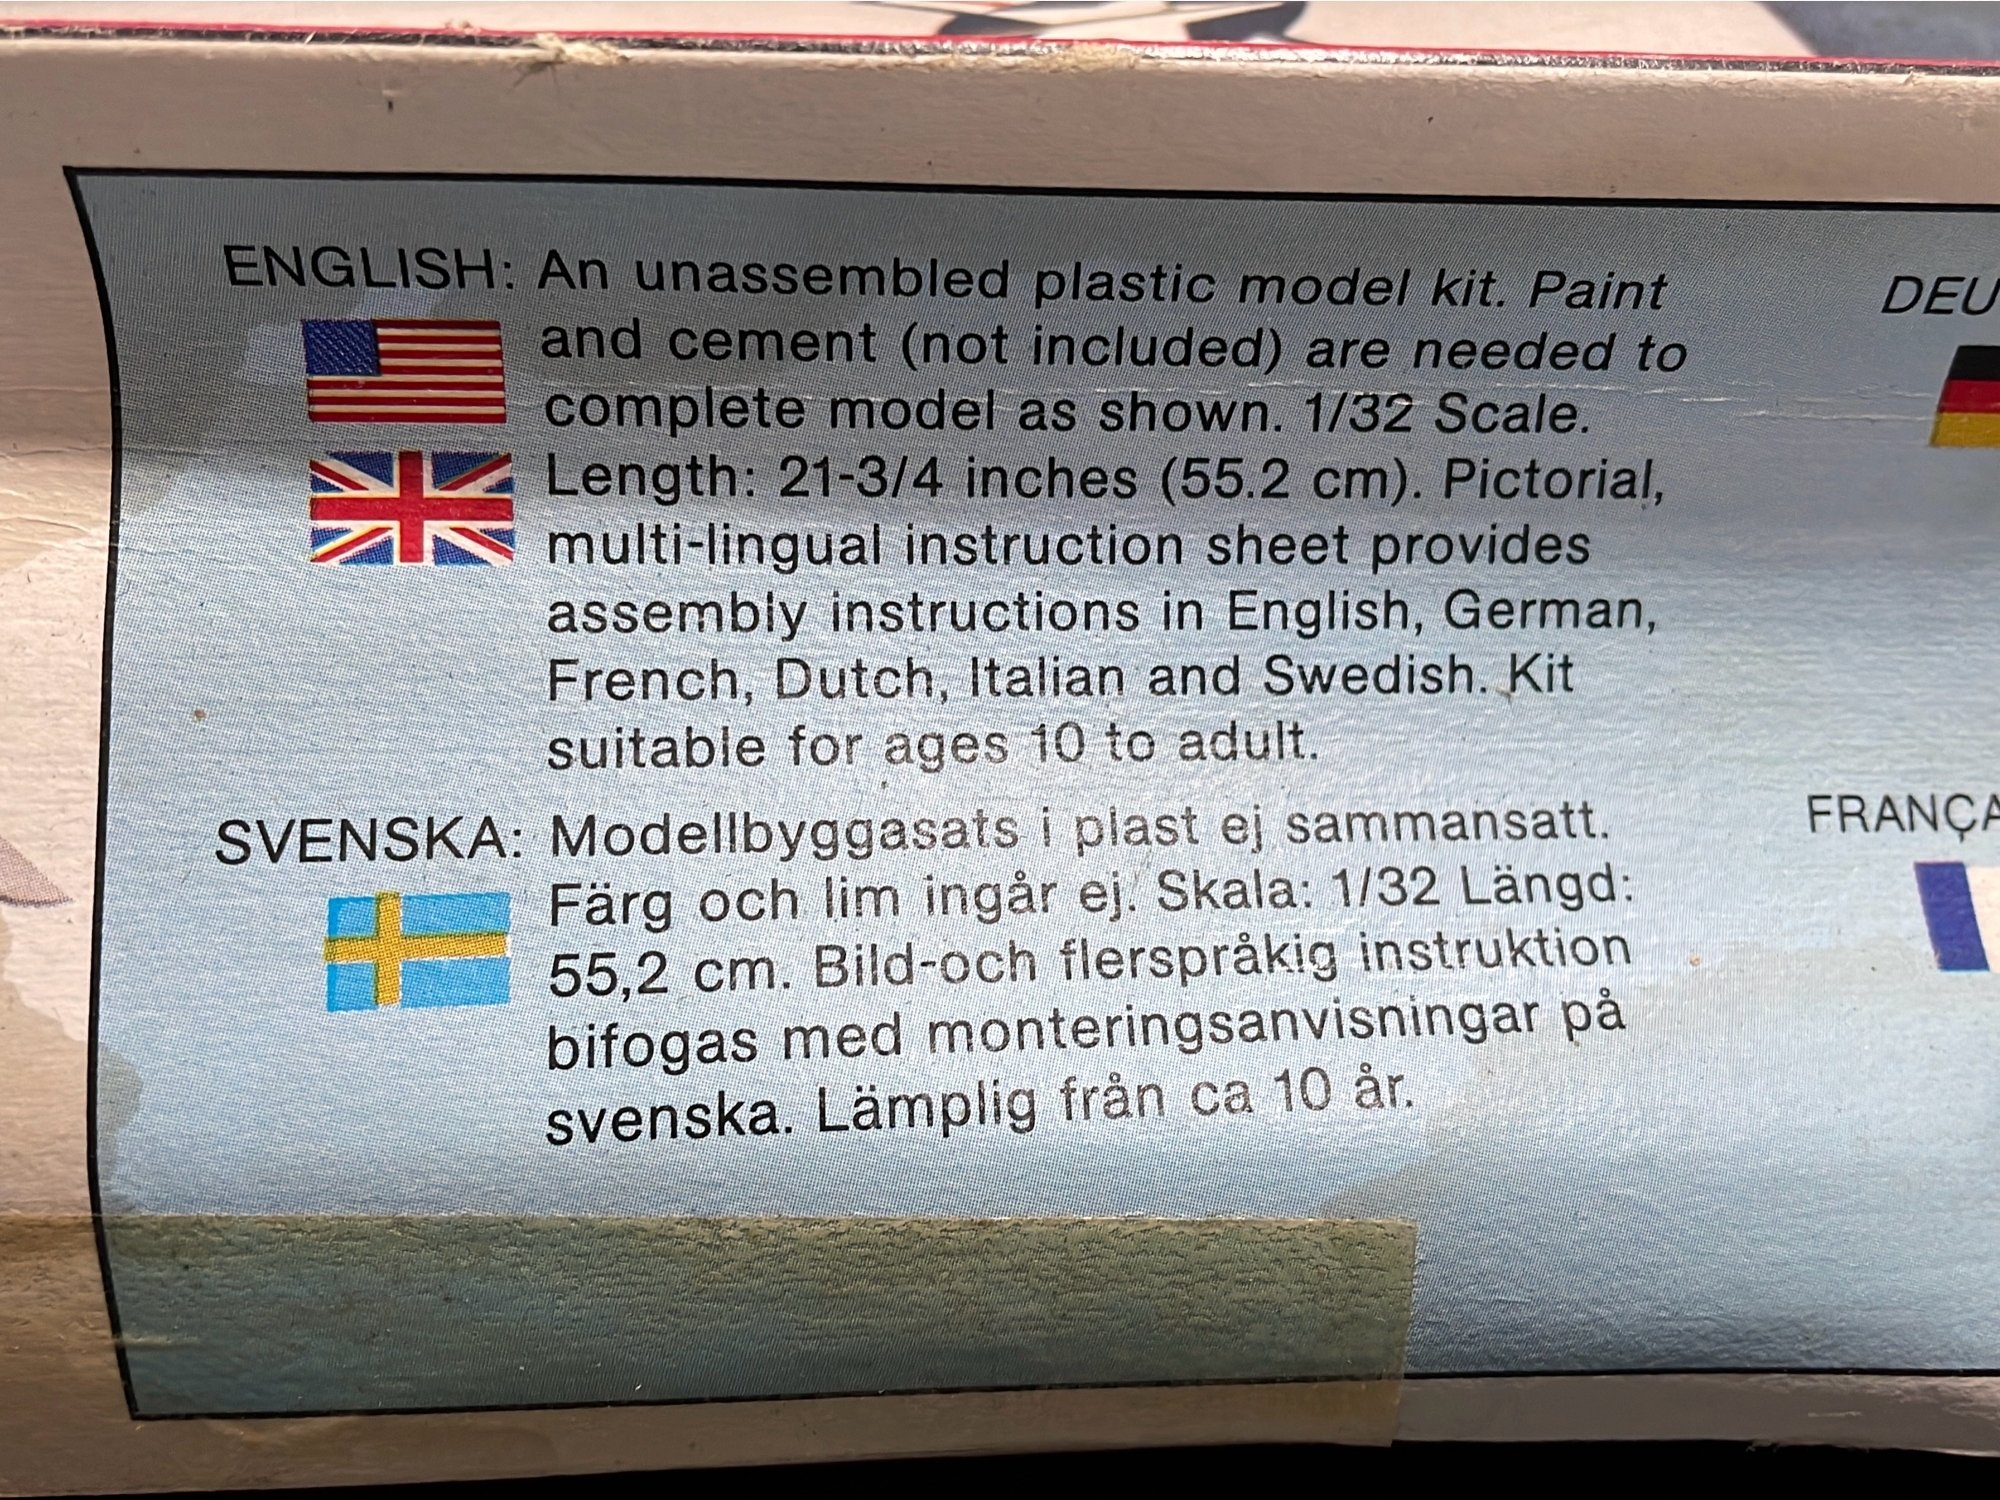 ENGLISH: An unassembled plastic model kit. Paint
and cement (not included) are needed to
complete model as shown. 1/32 Scale.
Length: 21-3/4 inches (55.2 cm). Pictorial,
multi-lingual instruction sheet provides
assembly instructions in English, German,
French, Dutch, Italian and Swedish. Kit
suitable for ages 10 to adult.
SVENSKA: Modellbyggasats i plast ej sammansatt.
Färg och lim ingår ej. Skala: 1/32 Längd:
55,2 cm. Bild-och flerspråkig instruktion
bifogas med monteringsanvisningar på
svenska. Lämplig från ca 10 år.
DEU
FRANÇA